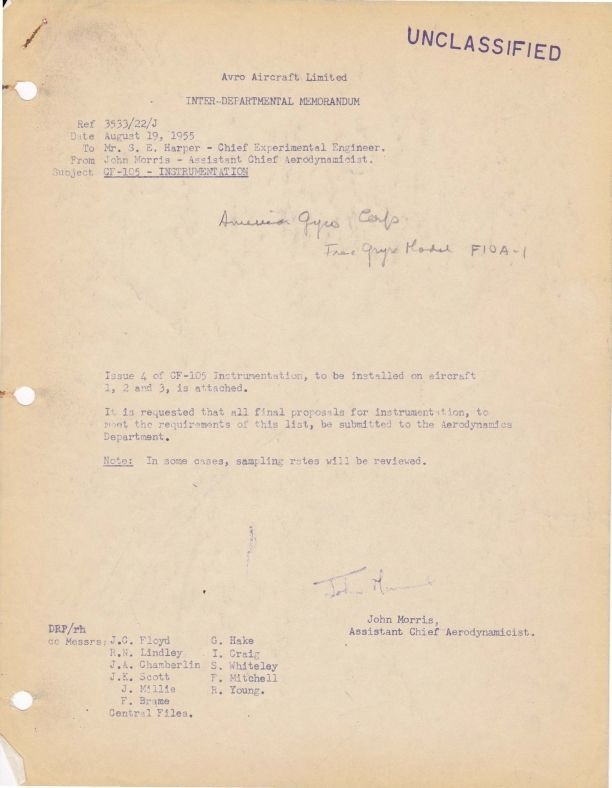 UNCLASSIFIED
Avro Aircraft Limited
INTER-DEPARTMENTAL MEMORANDUM
Ref 3533/22/J
Date August 19, 1955
To Mr. S. E. Harper - Chief Experimental Engineer.
From John Morris - Assistant Chief Aerodynamicist.
Subject CF-105 - INSTRUMENTATION
American Gyro Corp.
Free Gyro Model F10A-1
Issue 4 of CF-105 Instrumentation, to be installed on aircraft
1, 2 and 3, is attached.
It is requested that all final proposals for instrumentation, to
meet the requirements of this list, be submitted to the Aerodynamics
Department.
Note: In some cases, sampling rates will be reviewed.
John Morris
John Morris,
Assistant Chief Aerodynamicist.
DRP/rh
cc Messrs: J.C. Floyd G. Hake
R.N. Lindley I. Craig
J.A. Chamberlin S. Whiteley
J.K. Scott F. Mitchell
J. Millie R. Young.
F. Brame
Central Files.